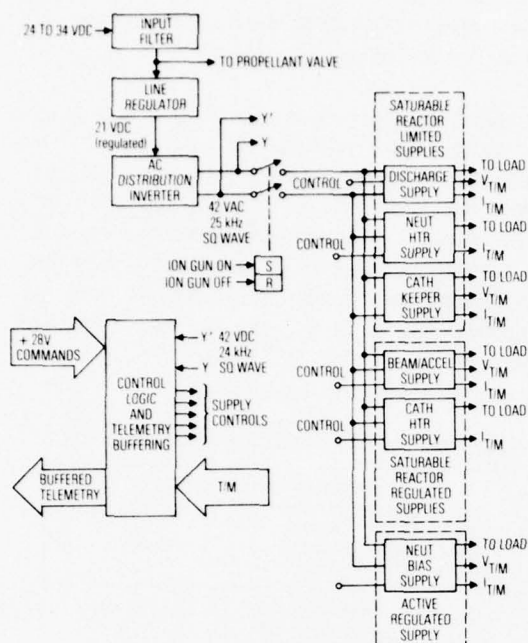 24 TO 34 VDC
INPUT
FILTER
TO PROPELLANT VALVE
LINE
REGULATOR
21 VDC
(regulated)
AC
DISTRIBUTION
INVERTER
Y'
Y
42 VAC
25 kHz
SQ WAVE
ION GUN ON
S
ION GUN OFF
R
SATURABLE
REACTOR
LIMITED
SUPPLIES
CONTROL
DISCHARGE
SUPPLY
TO LOAD
VT/M
IT/M
CONTROL
NEUT
HTR
SUPPLY
TO LOAD
IT/M
CATH
KEEPER
SUPPLY
TO LOAD
VT/M
IT/M
CONTROL
BEAM/ACCEL
SUPPLY
TO LOAD
VT/M
IT/M
CONTROL
CATH
HTR
SUPPLY
TO LOAD
IT/M
SATURABLE
REACTOR
REGULATED
SUPPLIES
NEUT
BIAS
SUPPLY
TO LOAD
VT/M
IT/M
ACTIVE
REGULATED
SUPPLY
+ 28V
COMMANDS
CONTROL
LOGIC
AND
TELEMETRY
BUFFERING
Y' 42 VDC
24 kHz
Y SQ WAVE
SUPPLY
CONTROLS
BUFFERED
TELEMETRY
T/M